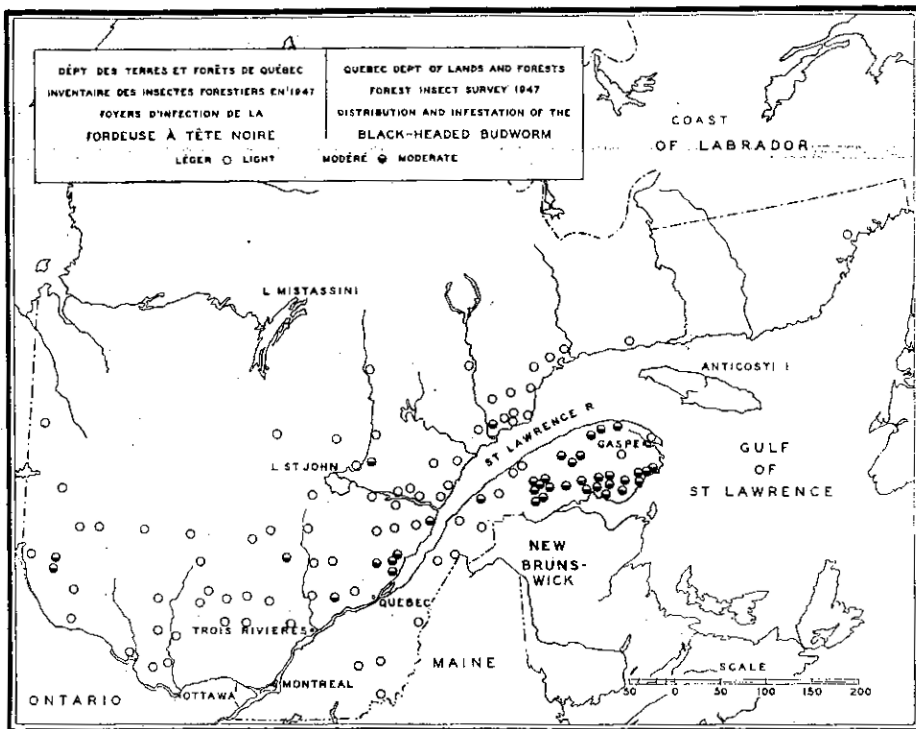 DÉPT DES TERRES ET FORÊTS DE QUÉBEC
INVENTAIRE DES INSECTES FORESTIERS EN 1947
FOYERS D'INFECTION DE LA
FORDEUSE À TÊTE NOIRE
QUEBEC DEPT OF LANDS AND FORESTS
FOREST INSECT SURVEY 1947
DISTRIBUTION AND INFESTATION OF THE
BLACK-HEADED BUDWORM
LÉGER LIGHT MODÉRÉ MODERATE
COAST
OF LABRADOR
L MISTASSINI
ANTICOSTI I
ST LAWRENCE R
GASPE
L ST JOHN
GULF
OF
ST LAWRENCE
NEW
BRUNS-
WICK
QUEBEC
TROIS RIVIÈRES
MAINE
SCALE
ONTARIO
OTTAWA
MONTREAL
50 0 50 100 150 200